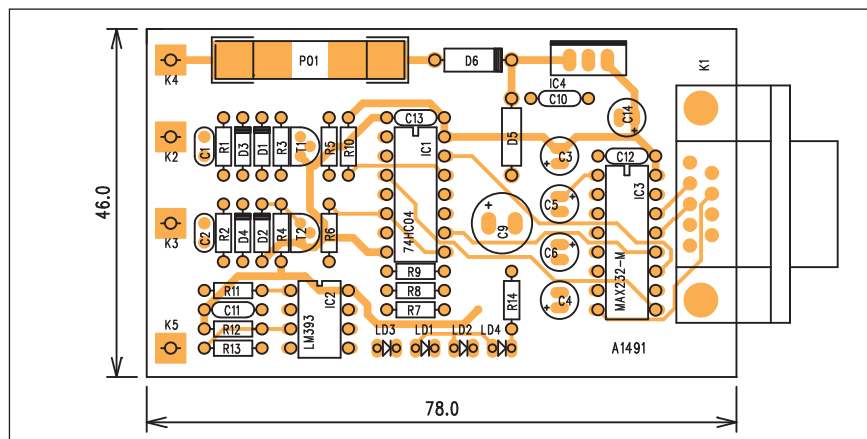 K4
PO1
D6
IC4
C10
C14
K1
K2
C1
R1
D3
D1
R3
T1
R5
R10
C13
IC1
74HC04
D5
C3
C12
IC3
MAX232-M
46.0
K3
C2
R2
D4
D2
R4
T2
R6
C9
C5
C6
C4
R9
R8
R7
R14
R11
C11
R12
R13
K5
IC2
LM393
LD3
LD1
LD2
LD4
A1491
78.0